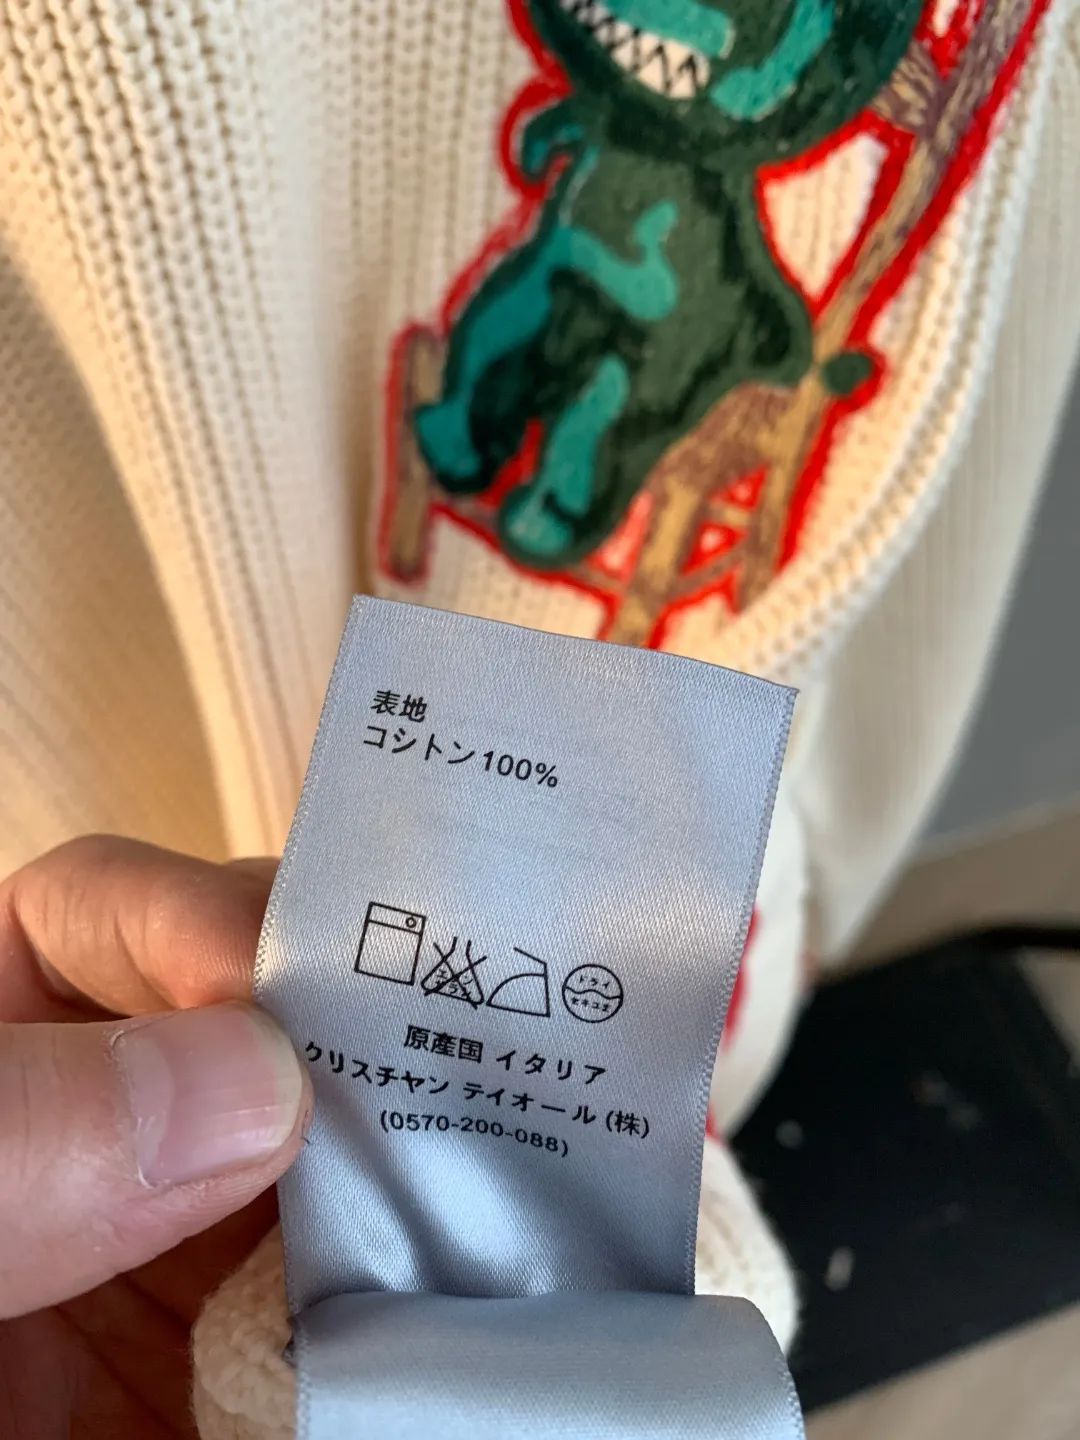 表地
コシトン100%
原産国 イタリア
クリスチヤン テイオール (株)
(0570-200-088)